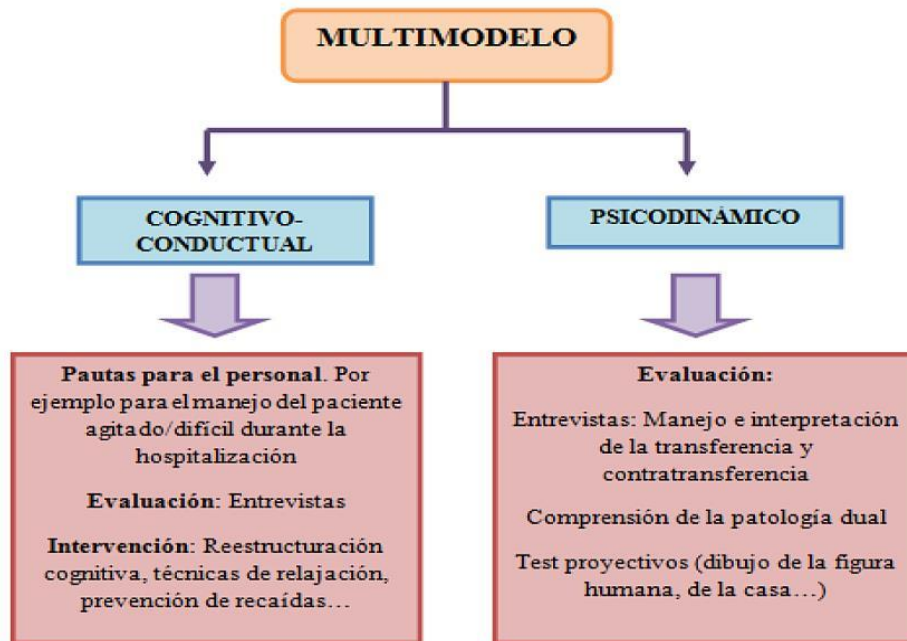 MULTIMODELO
COGNITIVO-
CONDUCTUAL
PSICODINÁMICO
Pautas para el personal. Por
ejemplo para el manejo del paciente
agitado/difícil durante la
hospitalización
Evaluación: Entrevistas
Intervención: Reestructuración
cognitiva, técnicas de relajación,
prevención de recaídas...
Evaluación:
Entrevistas: Manejo e interpretación
de la transferencia y
contratransferencia
Comprensión de la patología dual
Test proyectivos (dibujo de la figura
humana, de la casa...)